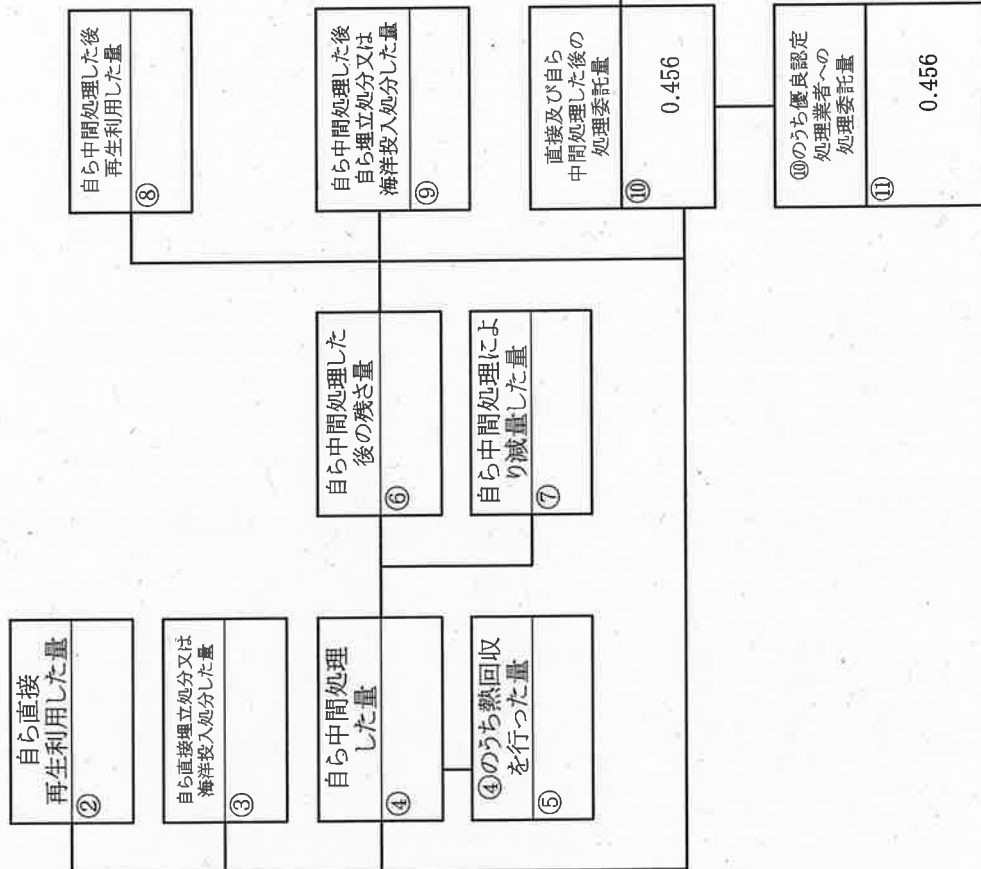 自ら直接
再生利用した量
②
自ら直接埋立処分又は
海洋投入処分した量
③
自ら中間処理
した量
④
④のうち熱回収
を行った量
⑤
自ら中間処理した
後の残さ量
⑥
自ら中間処理によ
り減量した量
⑦
自ら中間処理した後
再生利用した量
⑧
自ら中間処理した後
自ら埋立処分又は
海洋投入処分した量
⑨
直接及び自ら
中間処理した後の
処理委託量
⑩
0.456
⑩のうち優良認定
処理業者への
処理委託量
⑪
0.456